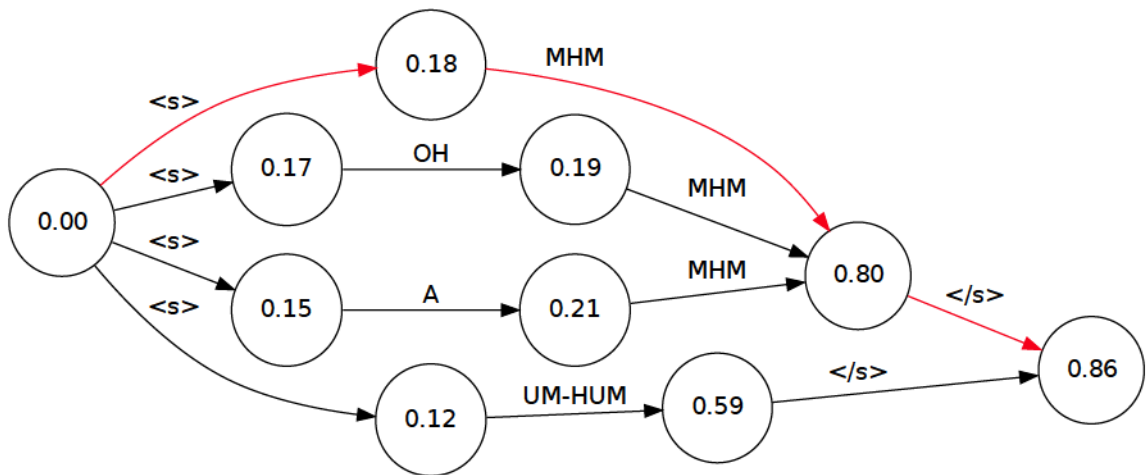 0.18 MHM
<s>
0.17 OH 0.19
<s> MHM
0.00
<s> MHM 0.80
0.15 A 0.21 </s>
<s>
0.86
UM-HUM </s>
0.12 0.59